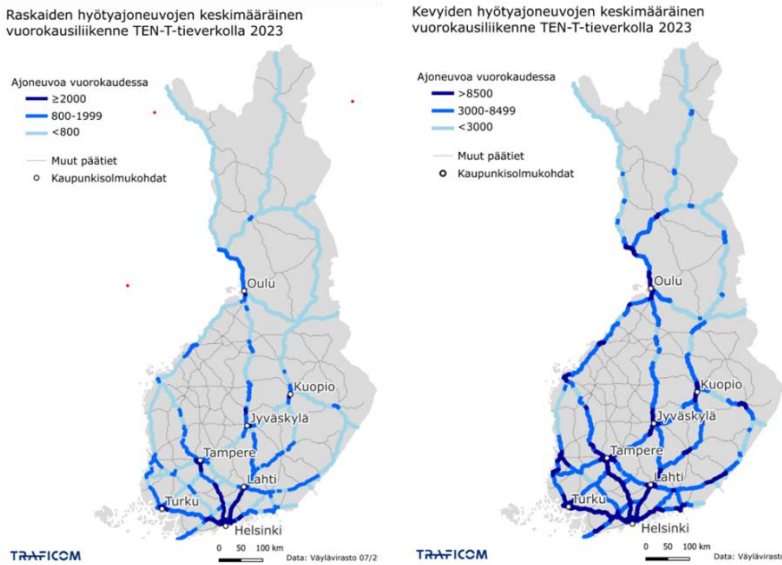 Raskaiden hyötyajoneuvojen keskimääräinen
vuorokausiliikenne TEN-T-tieverkolla 2023
Ajoneuvoa vuorokaudessa
≥2000
800-1999
<800
Muut päätiet
Kaupunkisolmukohdat
Oulu
Kuopio
Jyväskylä
Tampere
Lahti
Turku
Helsinki
TRAFICOM
0 50 100 km
Data: Väylävirasto 07/2
Kevyiden hyötyajoneuvojen keskimääräinen
vuorokausiliikenne TEN-T-tieverkolla 2023
Ajoneuvoa vuorokaudessa
>8500
3000-8499
<3000
Muut päätiet
Kaupunkisolmukohdat
Oulu
Kuopio
Jyväskylä
Tampere
Lahti
Turku
Helsinki
TRAFICOM
0 50 100 km
Data: Väylävirasto